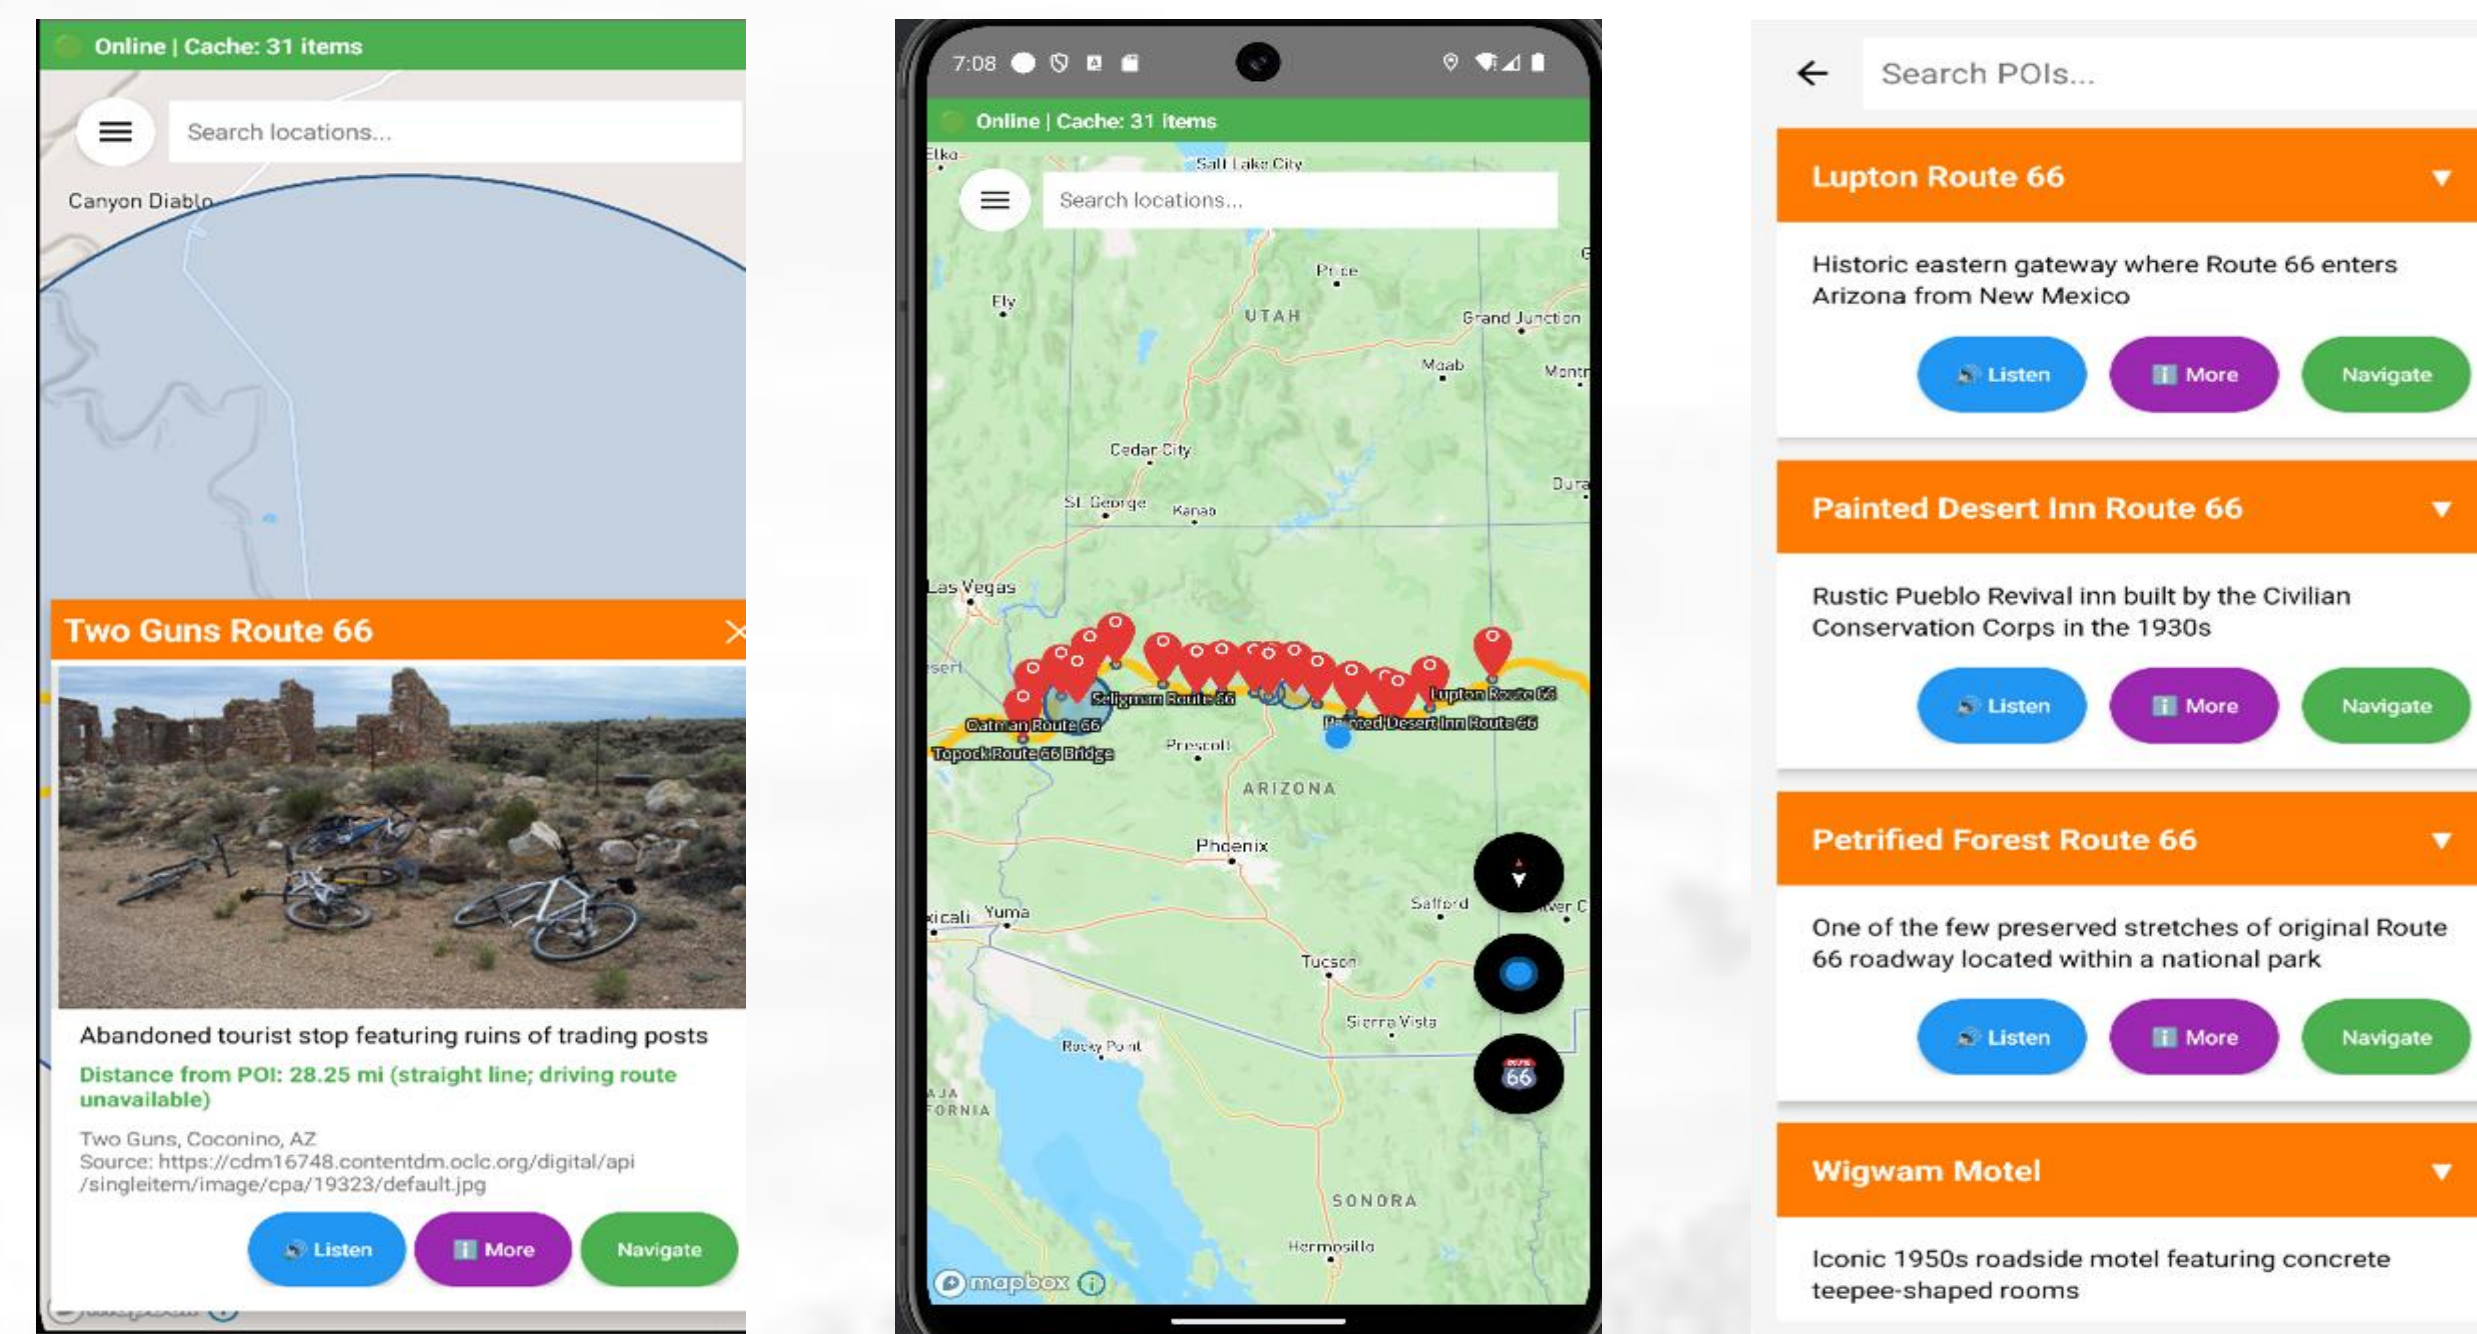 Online | Cache: 31 items
Search locations...
Canyon Diablo
Two Guns Route 66
Abandoned tourist stop featuring ruins of trading posts
Distance from POI: 28.25 mi (straight line; driving route
unavailable)
Two Guns, Coconino, AZ
Source: https://cdm16748.contentdm.oclc.org/digital/api
/singleitem/image/cpa/19323/default.jpg
Listen
More
Navigate
7:08
Online | Cache: 31 items
Elko
Salt Lake City
Search locations...
Price
Ely
UTAH
Grand Junction
Moab
Montr
Cedar City
Dura
St. George
Kanab
Las Vegas
sert
Seligman Route 66
Lupton Route 66
Oatman Route 66
Painted Desert Inn Route 66
Topock Route 66 Bridge
Prescott
ARIZONA
Phoenix
Safford
ver C
xicali
Yuma
Tucson
Sierra Vista
Rocky Point
66
AJA
FORNIA
SONORA
Hermosillo
mapbox
Search POIs...
Lupton Route 66
Historic eastern gateway where Route 66 enters
Arizona from New Mexico
Listen
More
Navigate
Painted Desert Inn Route 66
Rustic Pueblo Revival inn built by the Civilian
Conservation Corps in the 1930s
Listen
More
Navigate
Petrified Forest Route 66
One of the few preserved stretches of original Route
66 roadway located within a national park
Listen
More
Navigate
Wigwam Motel
Iconic 1950s roadside motel featuring concrete
teepee-shaped rooms